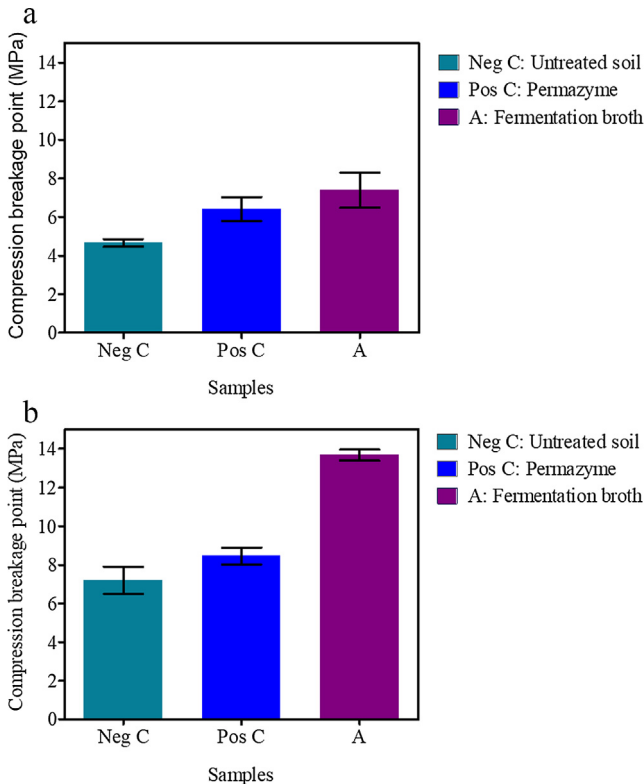 a
Compression breakage point (MPa)
14
12
10
8
6
4
2
0
Neg C Pos C A
Samples
Neg C: Untreated soil
Pos C: Permazyme
A: Fermentation broth
b
Compression breakage point (MPa)
14
12
10
8
6
4
2
0
Neg C Pos C A
Samples
Neg C: Untreated soil
Pos C: Permazyme
A: Fermentation broth